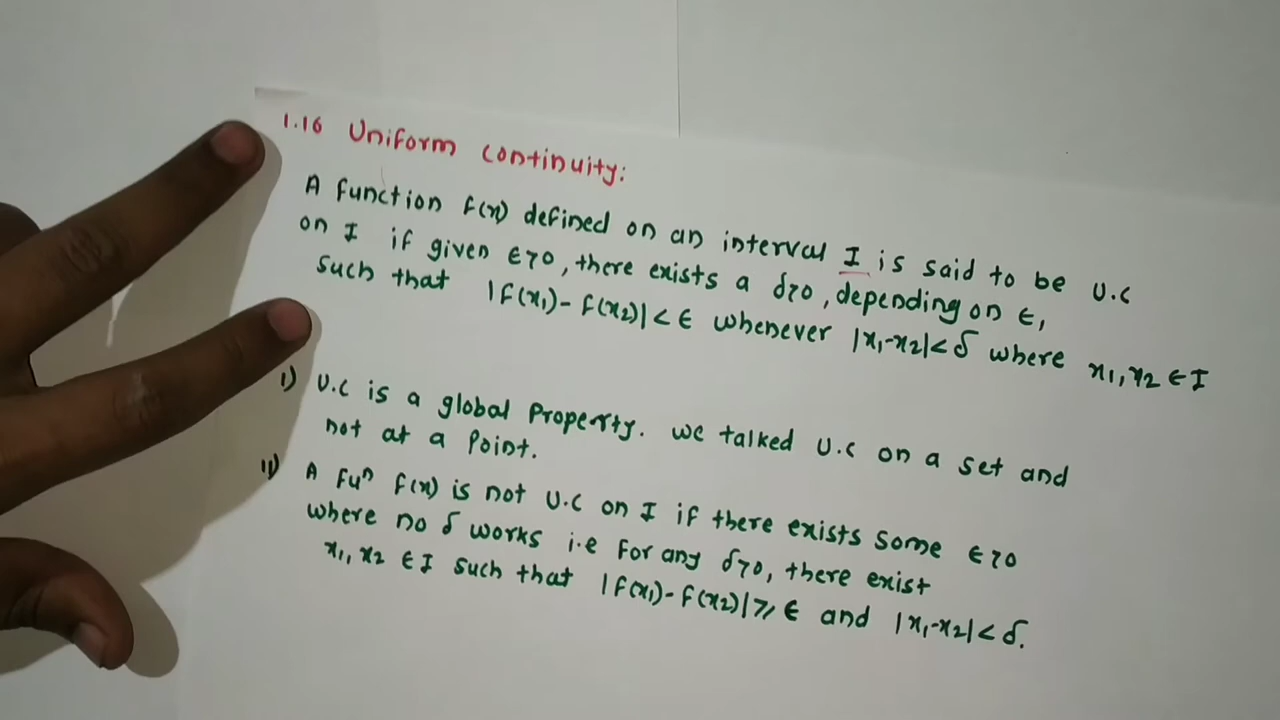 1.16 Uniform continuity:
A function f(x) defined on an interval I is said to be U.C
on I if given ϵ>0, there exists a δ>0, depending on ϵ,
such that |f(x1)-f(x2)|<ϵ whenever |x1-x2|<δ where x1,x2 ∈ I
i) U.C is a global Property. We talked U.C on a set and
not at a Point.
ii) A Fuⁿ f(x) is not U.C on I if there exists some ϵ>0
where no δ works i.e For any δ>0, there exist
x1, x2 ∈ I such that |f(x1)-f(x2)|≥ϵ and |x1-x2|<δ.